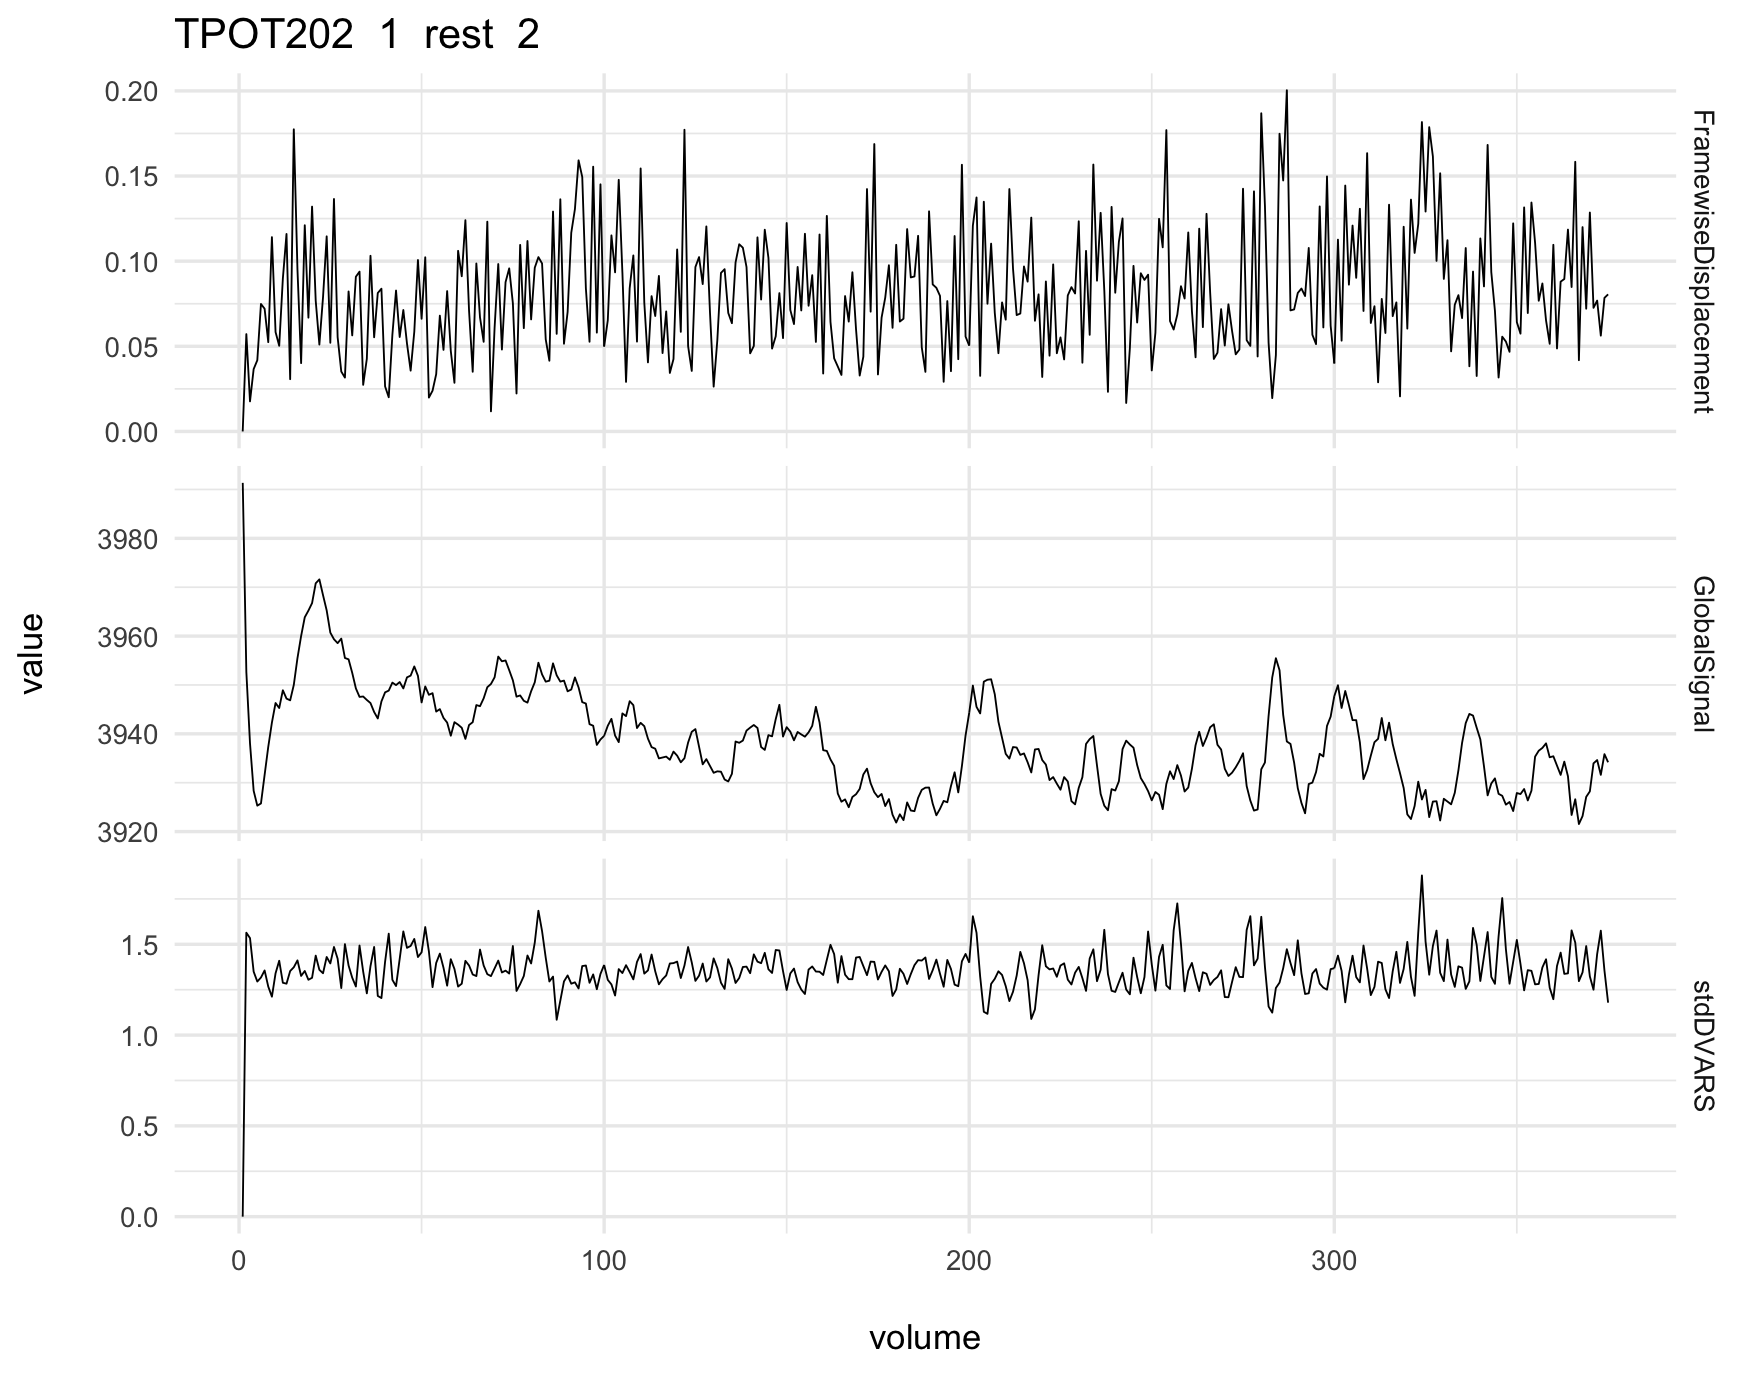 TPOT202 1 rest 2
0.20
0.15
0.10
0.05
0.00
FramewiseDisplacement
3980
3960
3940
3920
GlobalSignal
1.5
1.0
0.5
0.0
stdDVARS
value
0 100 200 300
volume